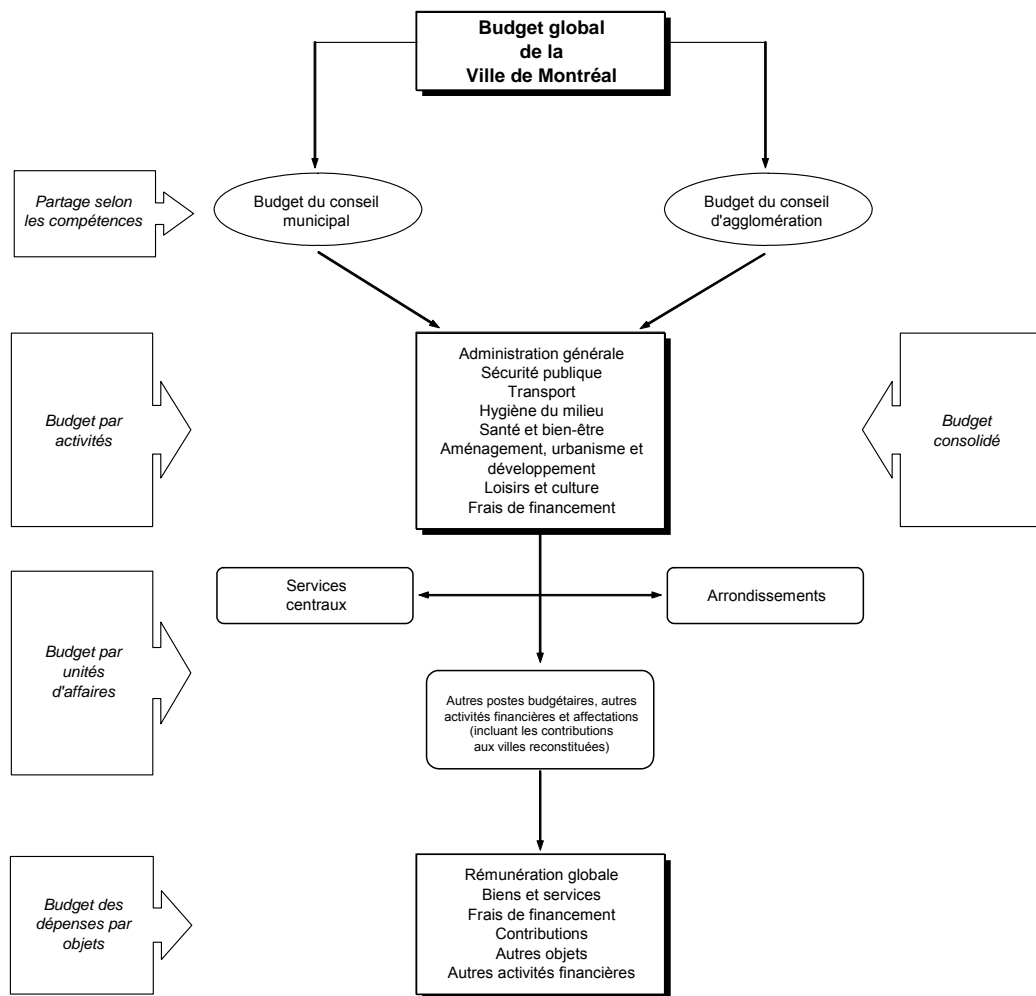 Budget global
de la
Ville de Montréal
Partage selon
les compétences
Budget du conseil
municipal
Budget du conseil
d'agglomération
Budget par
activités
Administration générale
Sécurité publique
Transport
Hygiène du milieu
Santé et bien-être
Aménagement, urbanisme et
développement
Loisirs et culture
Frais de financement
Budget
consolidé
Budget par
unités
d'affaires
Services
centraux
Arrondissements
Autres postes budgétaires, autres
activités financières et affectations
(incluant les contributions
aux villes reconstituées)
Budget des
dépenses par
objets
Rémunération globale
Biens et services
Frais de financement
Contributions
Autres objets
Autres activités financières